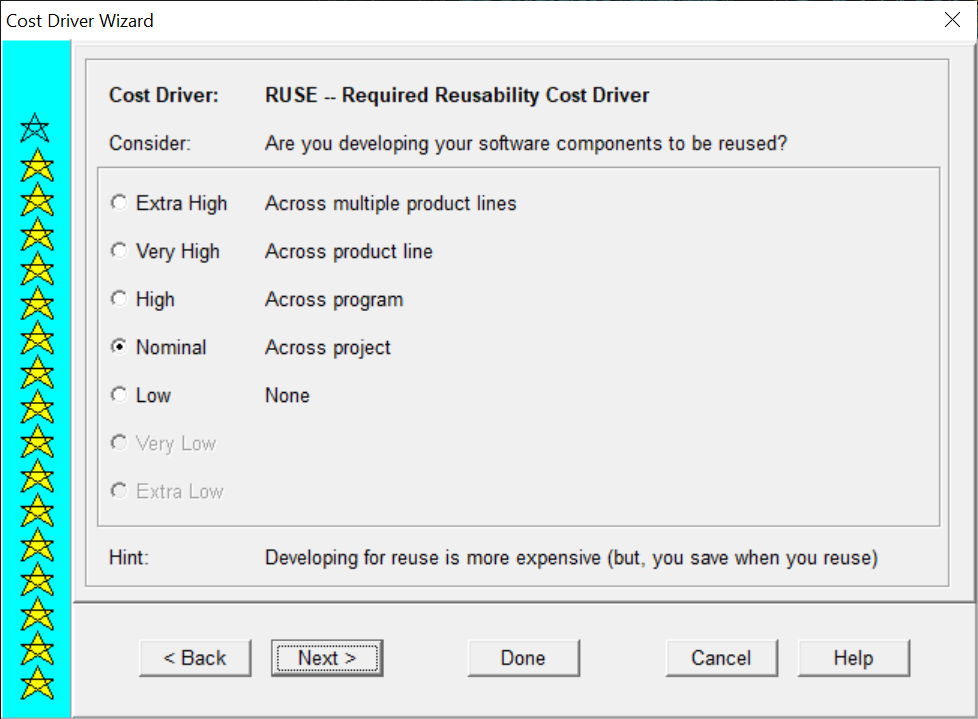 Cost Driver Wizard
Cost Driver: RUSE -- Required Reusability Cost Driver
Consider: Are you developing your software components to be reused?
Extra High Across multiple product lines
Very High Across product line
High Across program
Nominal Across project
Low None
Very Low
Extra Low
Hint: Developing for reuse is more expensive (but, you save when you reuse)
< Back Next > Done Cancel Help